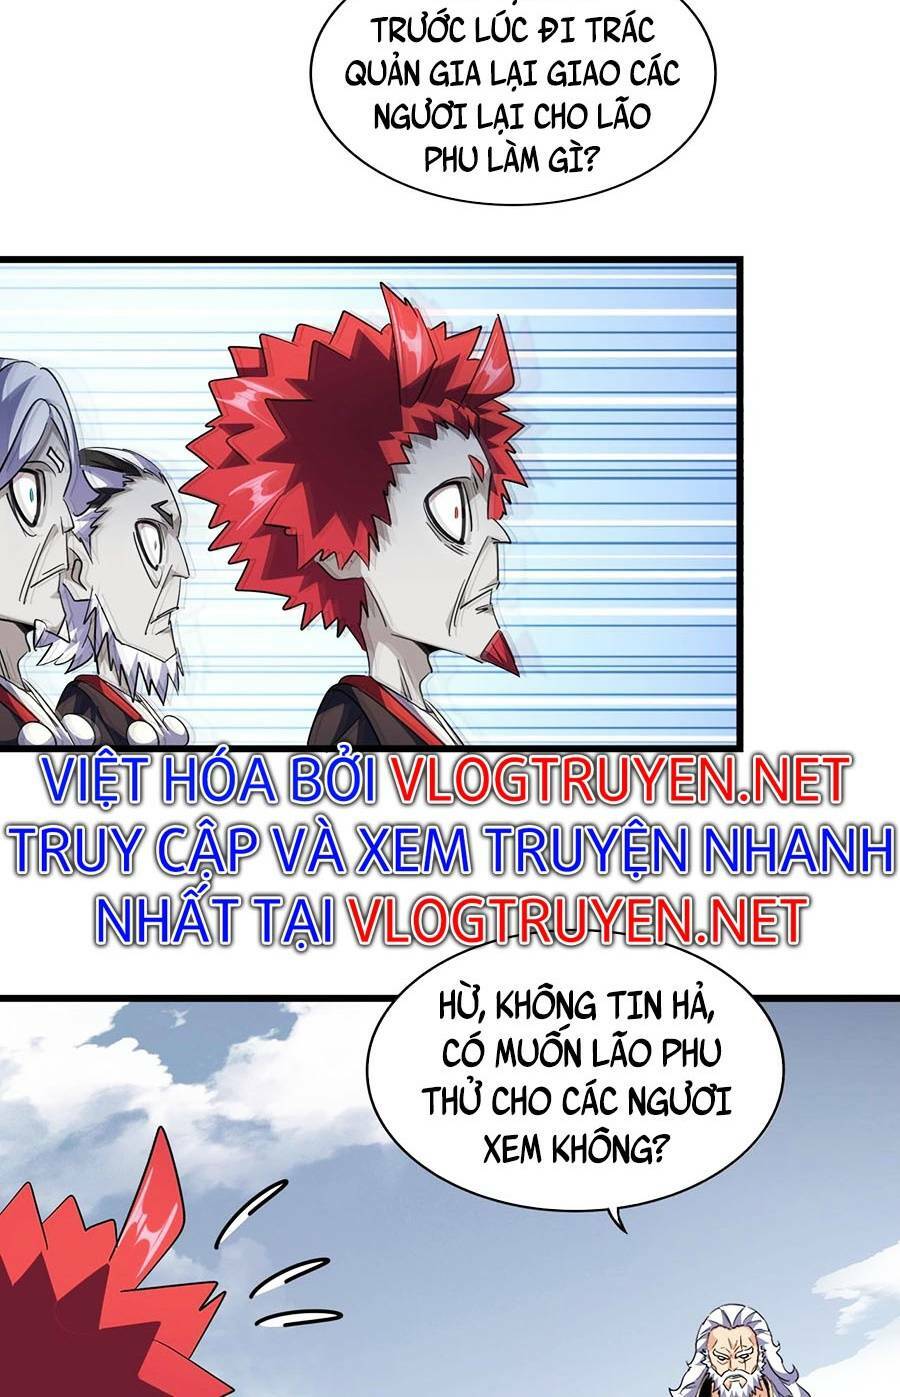 TRƯỚC LÚC ĐI TRÁC
QUẢN GIA LẠI GIAO CÁC
NGƯƠI LẠI CHO LÃO
PHU LÀM GÌ?
VIỆT HÓA BỞI VLOGTRUYEN.NET
TRUY CẬP VÀ XEM TRUYỆN NHANH
NHẤT TẠI VLOGTRUYEN.NET
HỪ, KHÔNG TIN HẢ,
CÓ MUỐN LÃO PHU
THỬ CHO CÁC NGƯƠI
XEM KHÔNG?